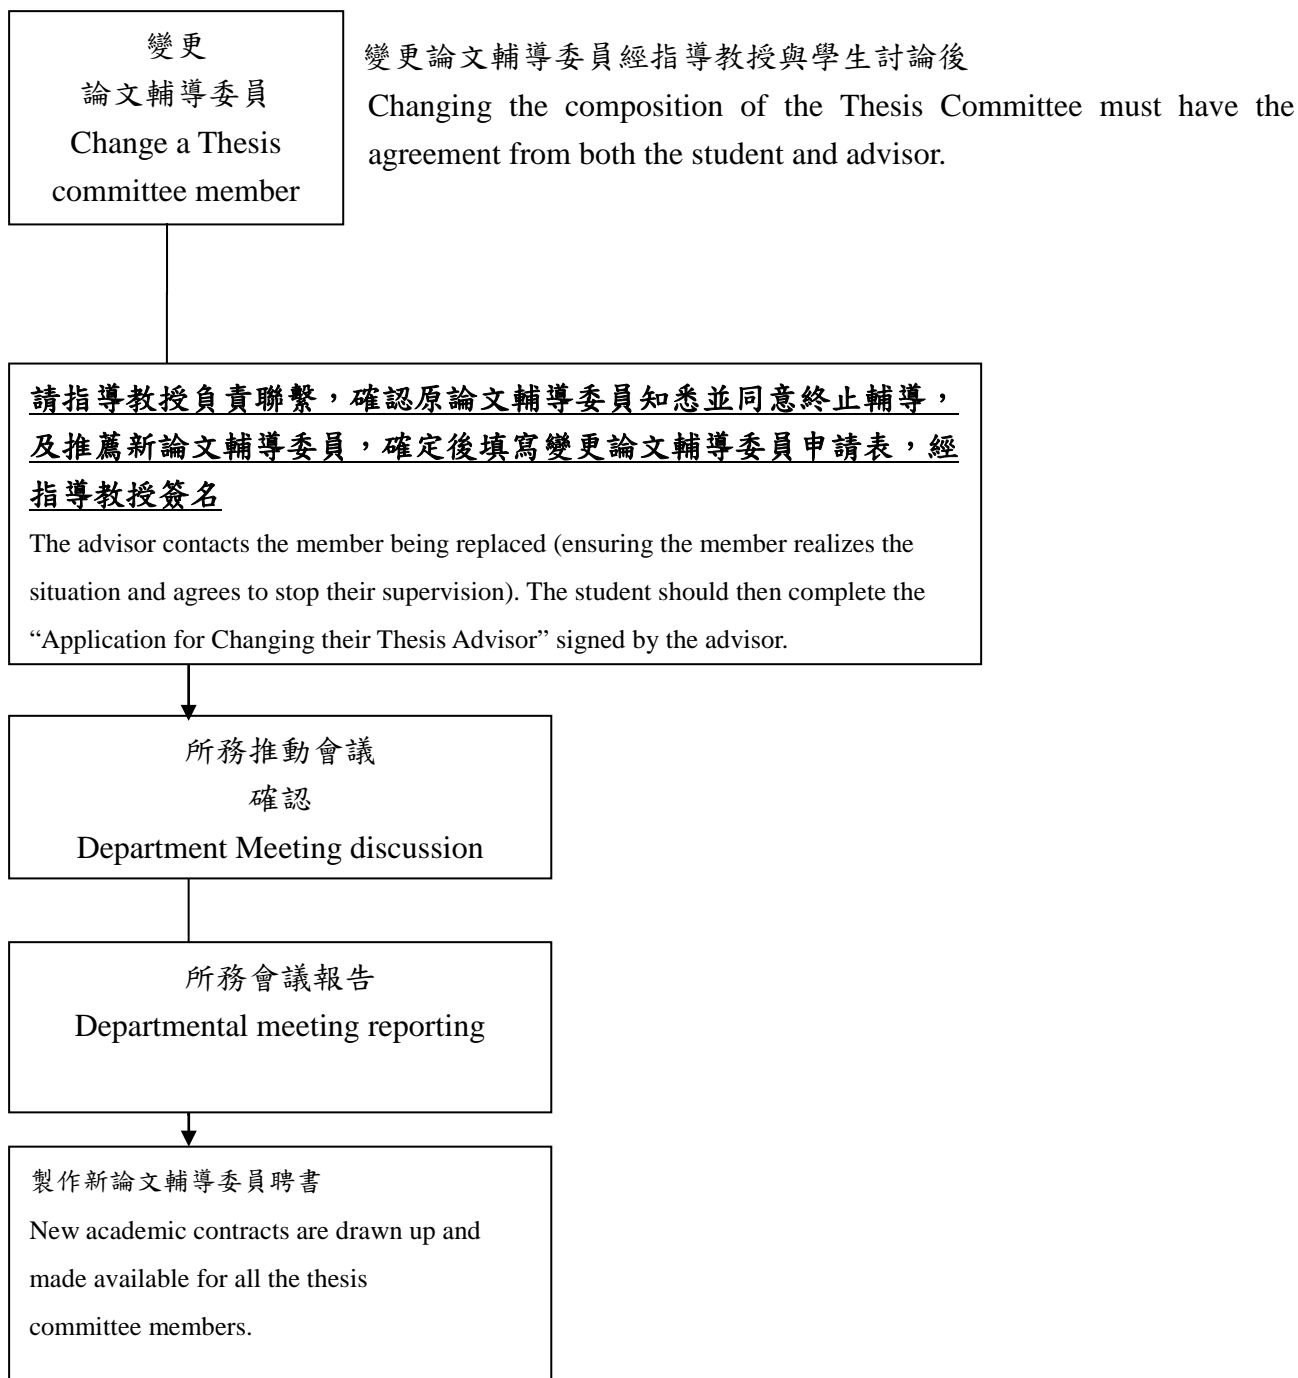 變更
論文輔導委員
Change a Thesis
committee member
變更論文輔導委員經指導教授與學生討論後
Changing the composition of the Thesis Committee must have the
agreement from both the student and advisor.
請指導教授負責聯繫，確認原論文輔導委員知悉並同意終止輔導，
及推薦新論文輔導委員，確定後填寫變更論文輔導委員申請表，經
指導教授簽名
The advisor contacts the member being replaced (ensuring the member realizes the
situation and agrees to stop their supervision). The student should then complete the
“Application for Changing their Thesis Advisor” signed by the advisor.
所務推動會議
確認
Department Meeting discussion
所務會議報告
Departmental meeting reporting
製作新論文輔導委員聘書
New academic contracts are drawn up and
made available for all the thesis
committee members.